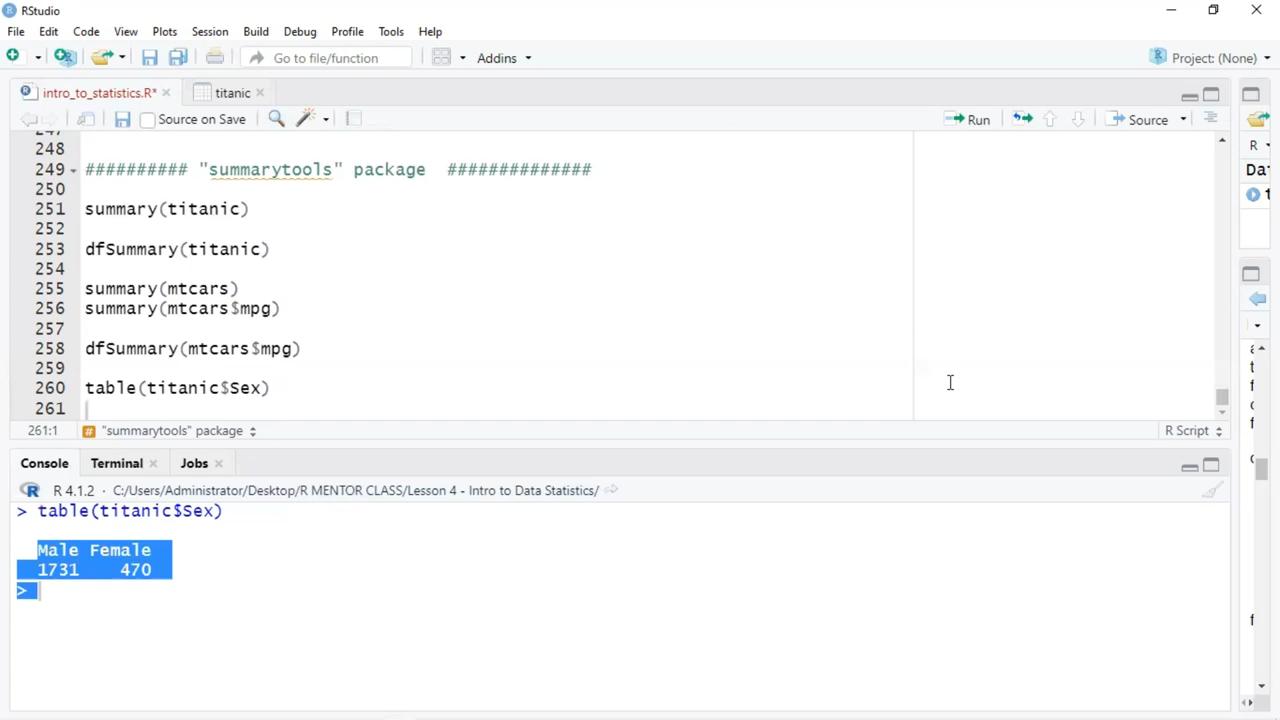 RStudio
File Edit Code View Plots Session Build Debug Profile Tools Help
Go to file/function Addins Project: (None)
intro_to_statistics.R* titanic
Source on Save Run Source
247
248
249 ########## "summarytools" package ##############
250
251 summary(titanic)
252
253 dfSummary(titanic)
254
255 summary(mtcars)
256 summary(mtcars$mpg)
257
258 dfSummary(mtcars$mpg)
259
260 table(titanic$Sex)
261
261:1 "summarytools" package R Script
Console Terminal Jobs
R 4.1.2 · C:/Users/Administrator/Desktop/R MENTOR CLASS/Lesson 4 - Intro to Data Statistics/
> table(titanic$Sex)
Male Female
1731 470
>
R
Da